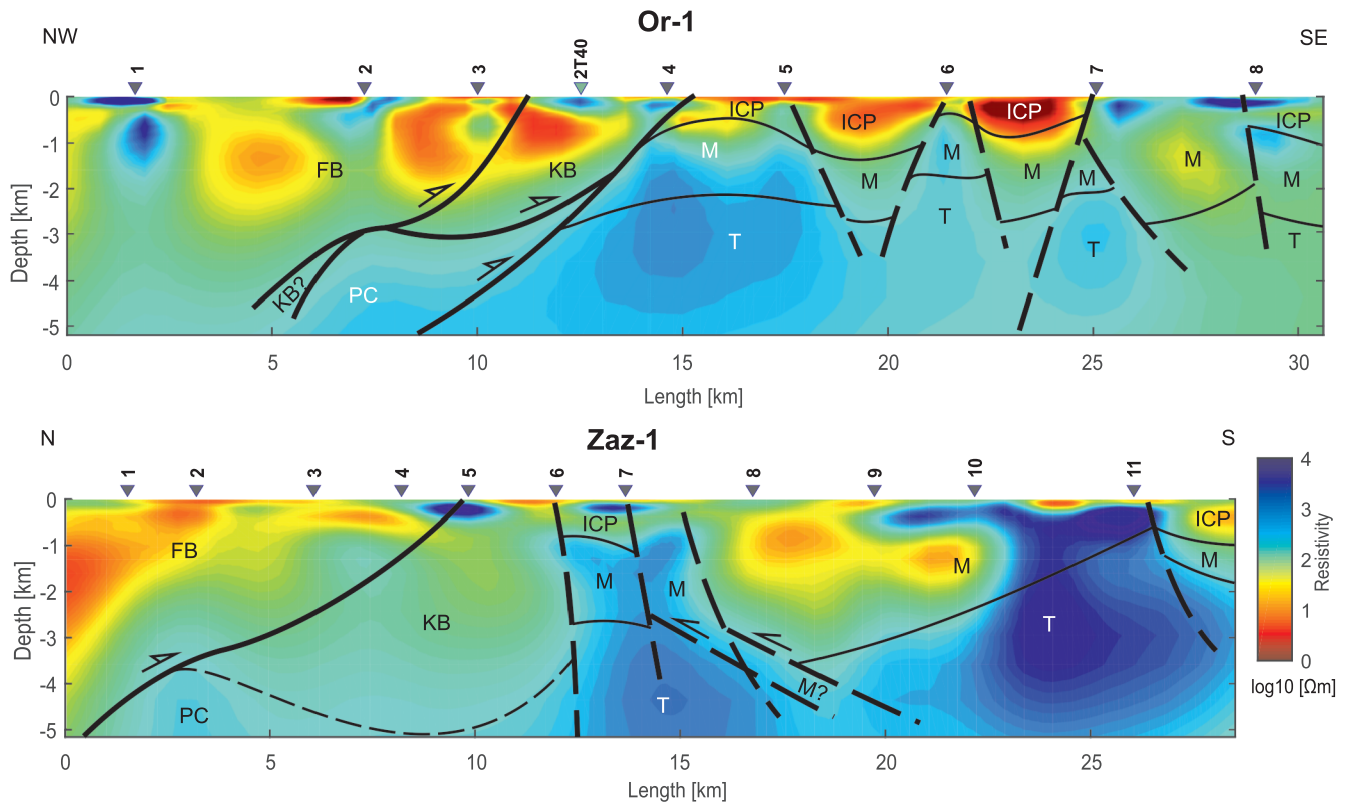 Or-1
NW SE
1 2 3 2T40 4 5 6 7 8
0
-1
-2
-3
-4
-5
Depth [km]
ICP ICP ICP ICP
FB KB M M M M M M M
KB? PC T T T T
0 5 10 15 20 25 30
Length [km]
Zaz-1
N S
1 2 3 4 5 6 7 8 9 10 11
0
-1
-2
-3
-4
-5
Depth [km]
ICP ICP
FB M M M M
KB T
PC T M?
0 5 10 15 20 25
Length [km]
4
3
2
1
0
Resistivity
log10 [Ωm]